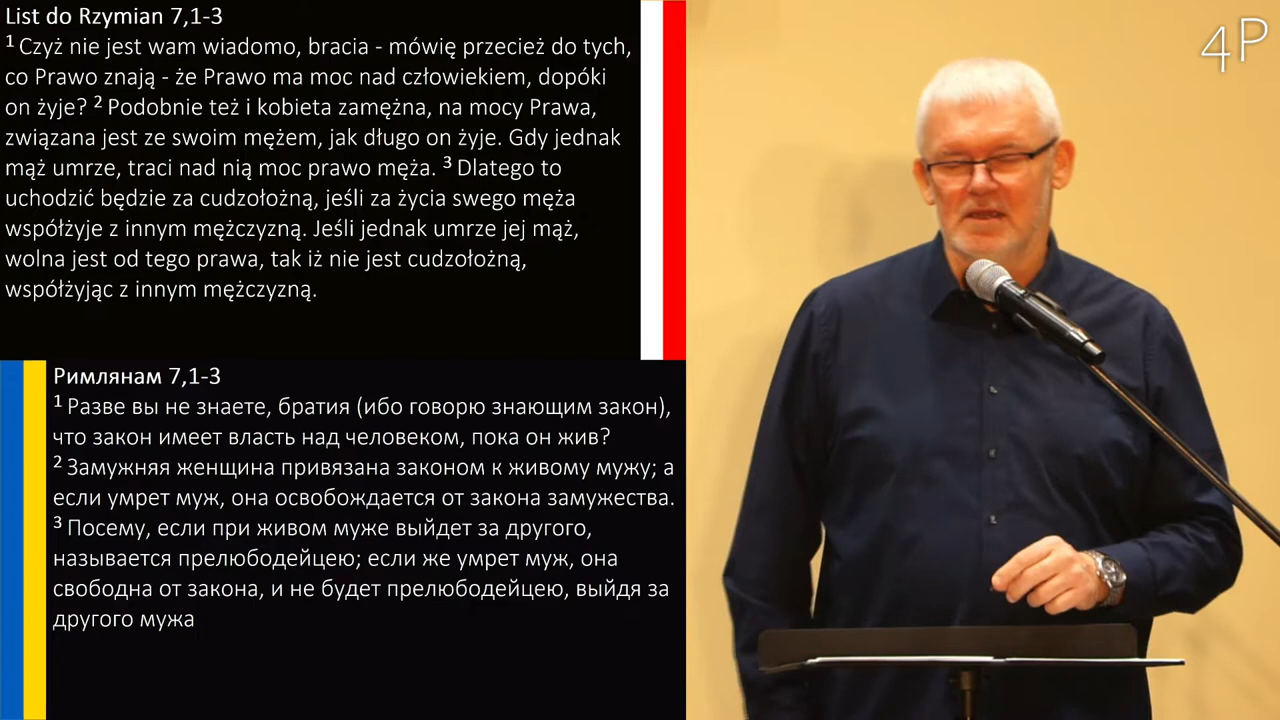 List do Rzymian 7,1-3
1 Czyż nie jest wam wiadomo, bracia - mówię przecież do tych,
co Prawo znają - że Prawo ma moc nad człowiekiem, dopóki
on żyje? 2 Podobnie też i kobieta zamężna, na mocy Prawa,
związana jest ze swoim mężem, jak długo on żyje. Gdy jednak
mąż umrze, traci nad nią moc prawo męża. 3 Dlatego to
uchodzić będzie za cudzołożną, jeśli za życia swego męża
współżyje z innym mężczyzną. Jeśli jednak umrze jej mąż,
wolna jest od tego prawa, tak iż nie jest cudzołożną,
współżyjąc z innym mężczyzną.
Римлянам 7,1-3
1 Разве вы не знаете, братия (ибо говорю знающим закон),
что закон имеет власть над человеком, пока он жив?
2 Замужняя женщина привязана законом к живому мужу; а
если умрет муж, она освобождается от закона замужества.
3 Посему, если при живом муже выйдет за другого,
называется прелюбодейцею; если же умрет муж, она
свободна от закона, и не будет прелюбодейцею, выйдя за
другого мужа
4P